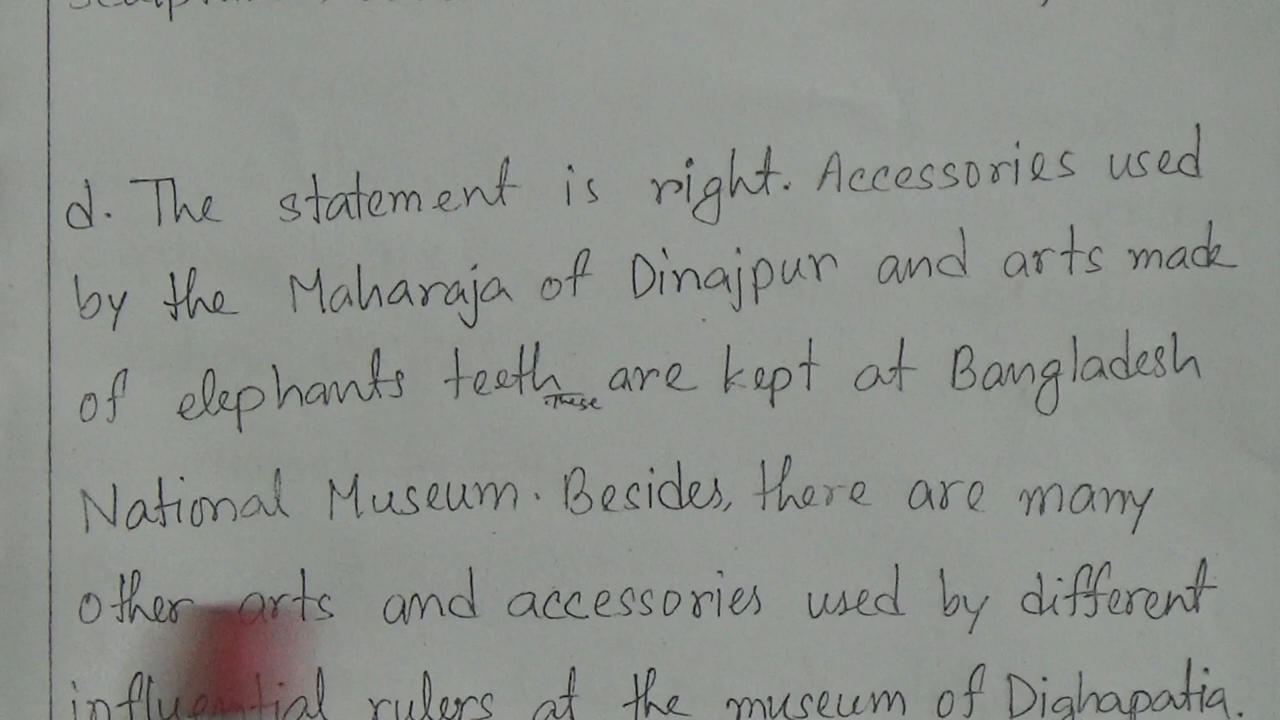 d. The statement is right. Accessories used
by the Maharaja of Dinajpur and arts made
of elephants teeth These are kept at Bangladesh
National Museum. Besides, there are many
other arts and accessories used by different
influential rulers at the museum of Dighapatia.